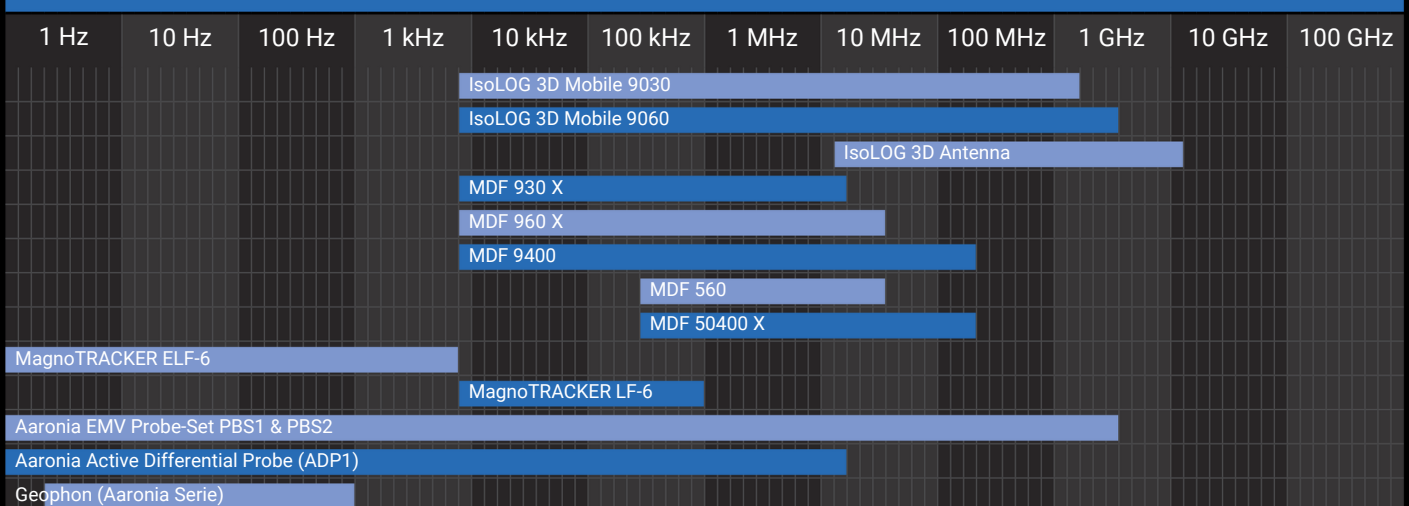 1 Hz 10 Hz 100 Hz 1 kHz 10 kHz 100 kHz 1 MHz 10 MHz 100 MHz 1 GHz 10 GHz 100 GHz
IsoLOG 3D Mobile 9030
IsoLOG 3D Mobile 9060
IsoLOG 3D Antenna
MDF 930 X
MDF 960 X
MDF 9400
MDF 560
MDF 50400 X
MagnoTRACKER ELF-6
MagnoTRACKER LF-6
Aaronia EMV Probe-Set PBS1 & PBS2
Aaronia Active Differential Probe (ADP1)
Geophon (Aaronia Serie)